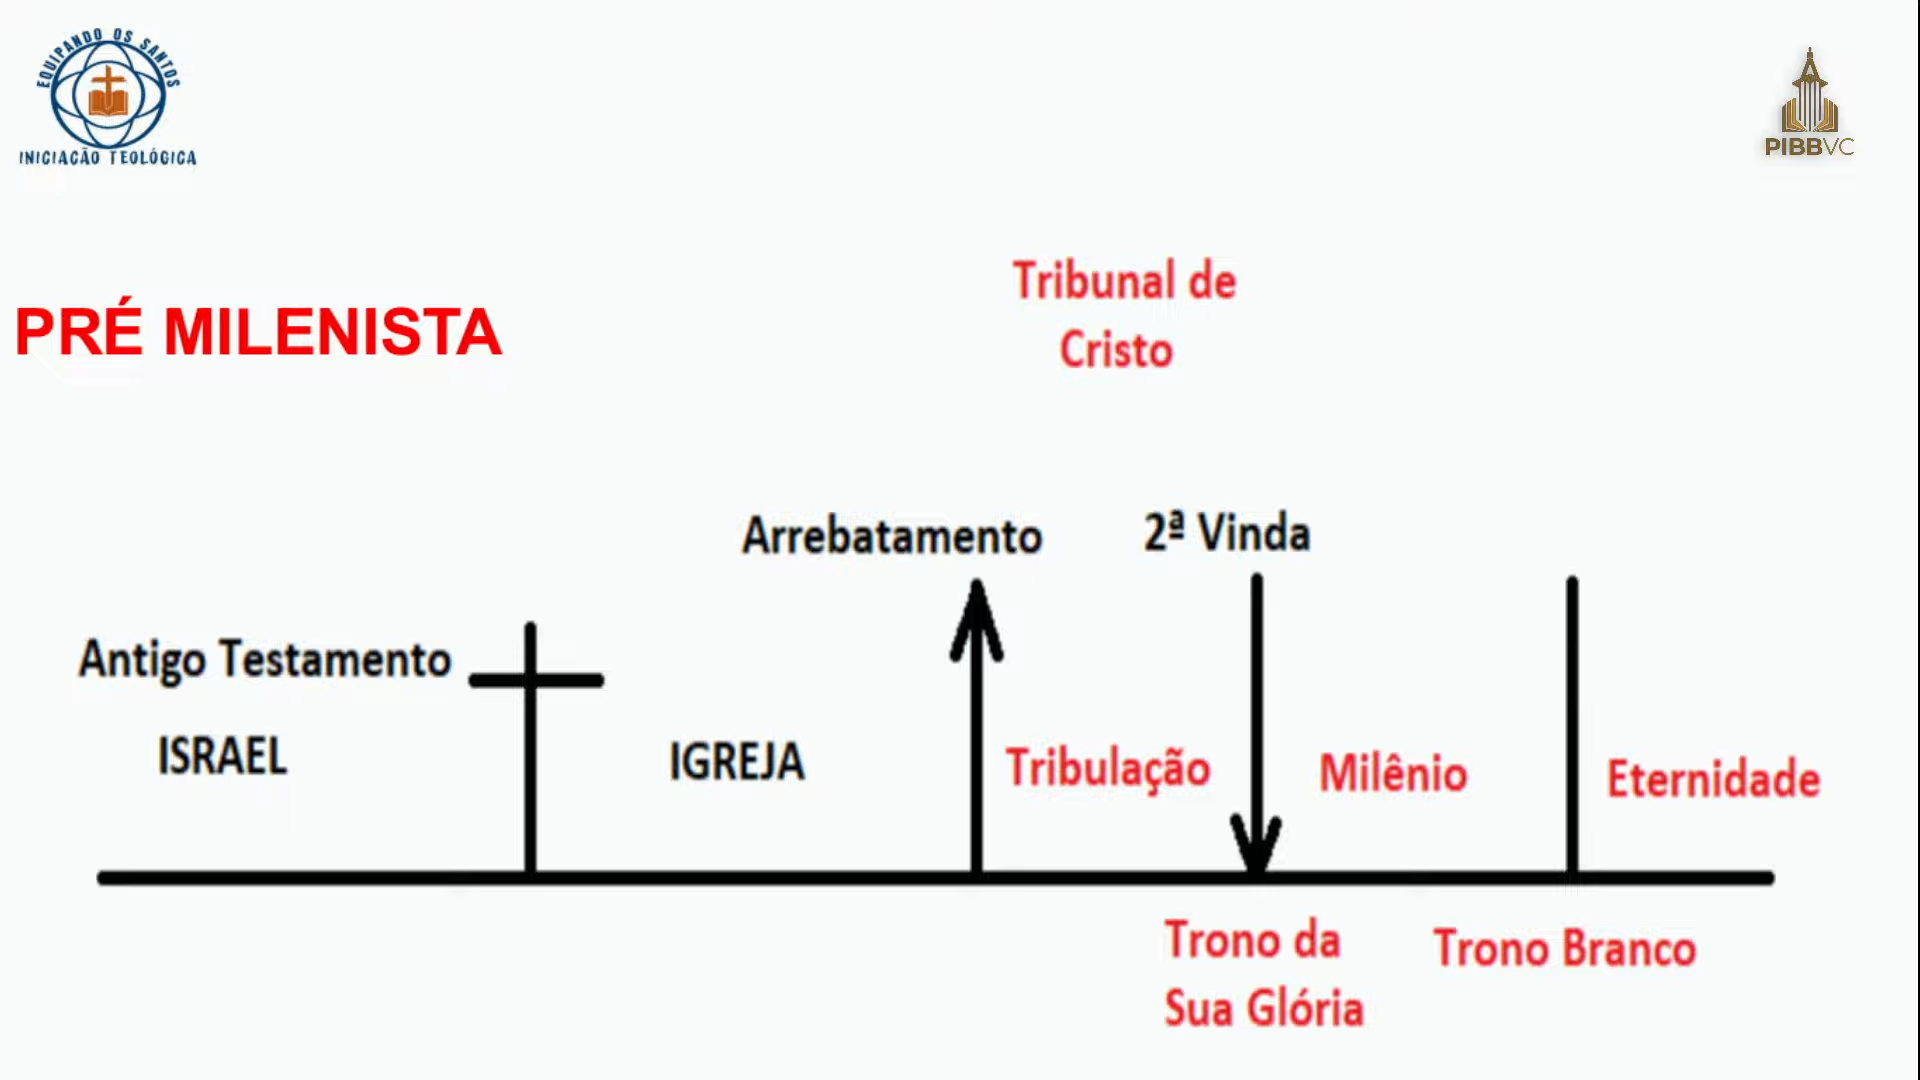 EQUIPANDO OS SANTOS
INICIAÇÃO TEOLÓGICA
PIBBVC
PRÉ MILENISTA
Tribunal de
Cristo
Arrebatamento
2ª Vinda
Antigo Testamento
ISRAEL
IGREJA
Tribulação
Milênio
Eternidade
Trono da
Sua Glória
Trono Branco